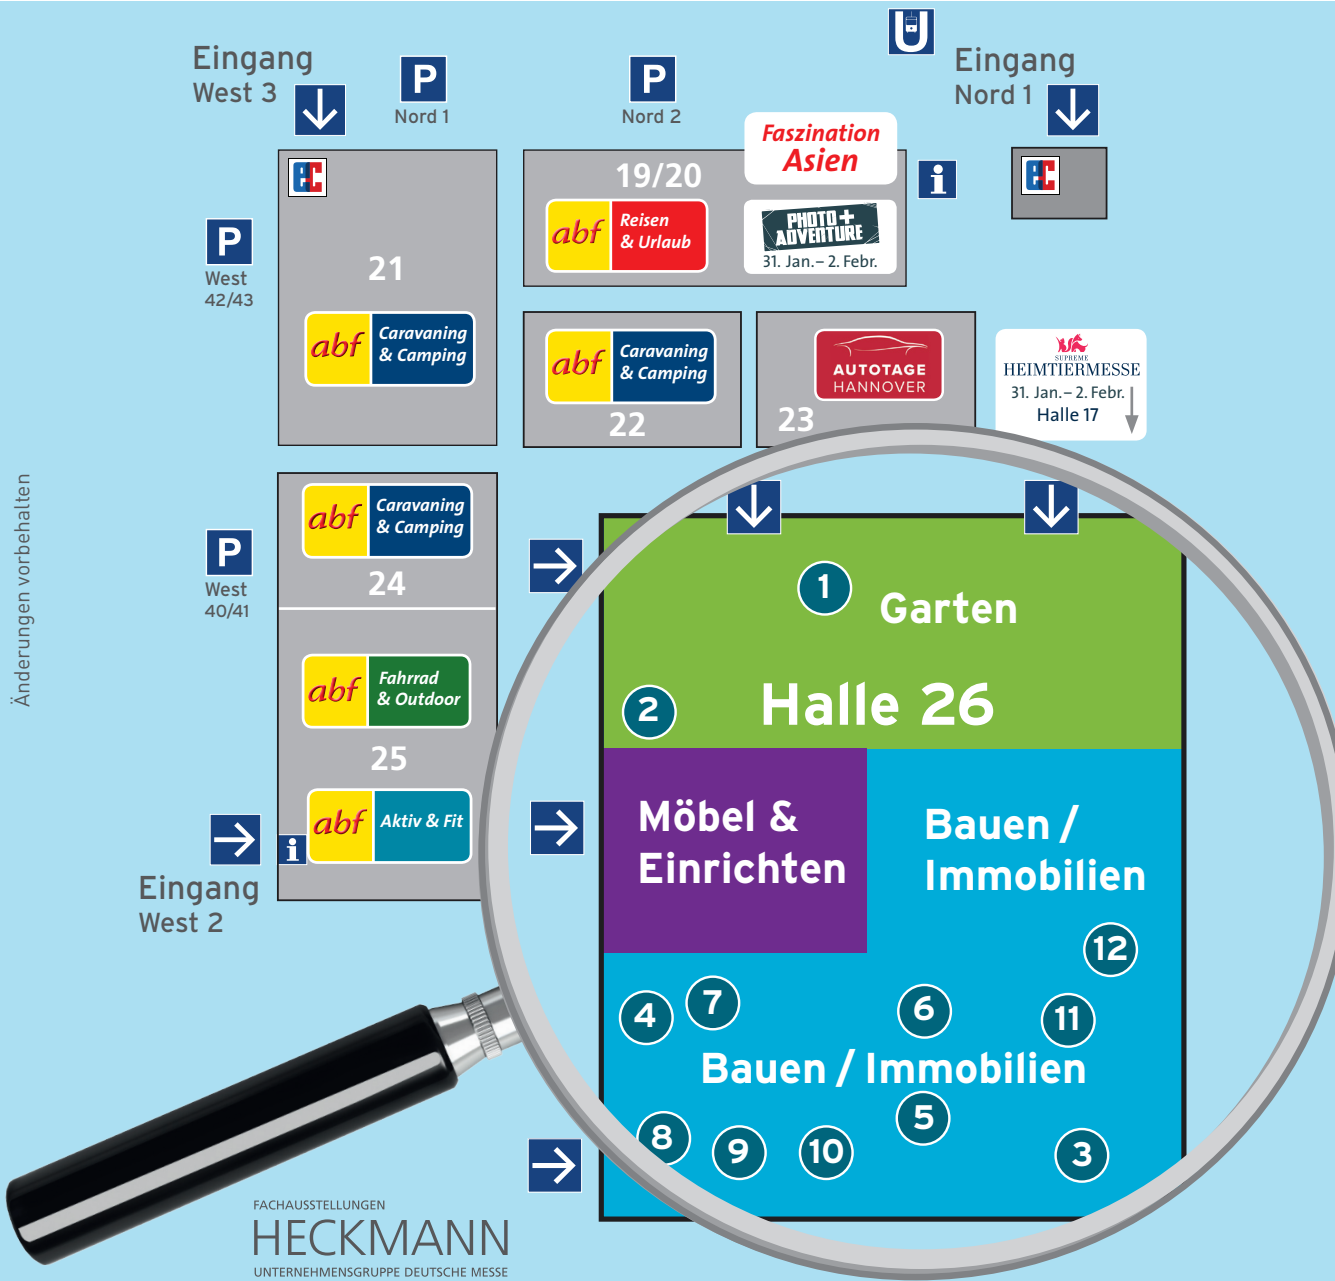 Eingang
West 3
P
Nord 1
P
Nord 2
U
Eingang
Nord 1
ec
19/20
Faszination
Asien
i
ec
abf Reisen
& Urlaub
PHOTO+
ADVENTURE
31. Jan.– 2. Febr.
P
West
42/43
21
abf Caravaning
& Camping
abf Caravaning
& Camping
22
AUTOTAGE
HANNOVER
23
SUPREME
HEIMTIERMESSE
31. Jan.– 2. Febr.
Halle 17
Änderungen vorbehalten
abf Caravaning
& Camping
24
P
West
40/41
abf Fahrrad
& Outdoor
25
abf Aktiv & Fit
i
Eingang
West 2
1
Garten
2
Halle 26
Möbel &
Einrichten
Bauen /
Immobilien
12
4
7
6
11
Bauen / Immobilien
5
8
9
10
3
FACHAUSSTELLUNGEN
HECKMANN
UNTERNEHMENSGRUPPE DEUTSCHE MESSE